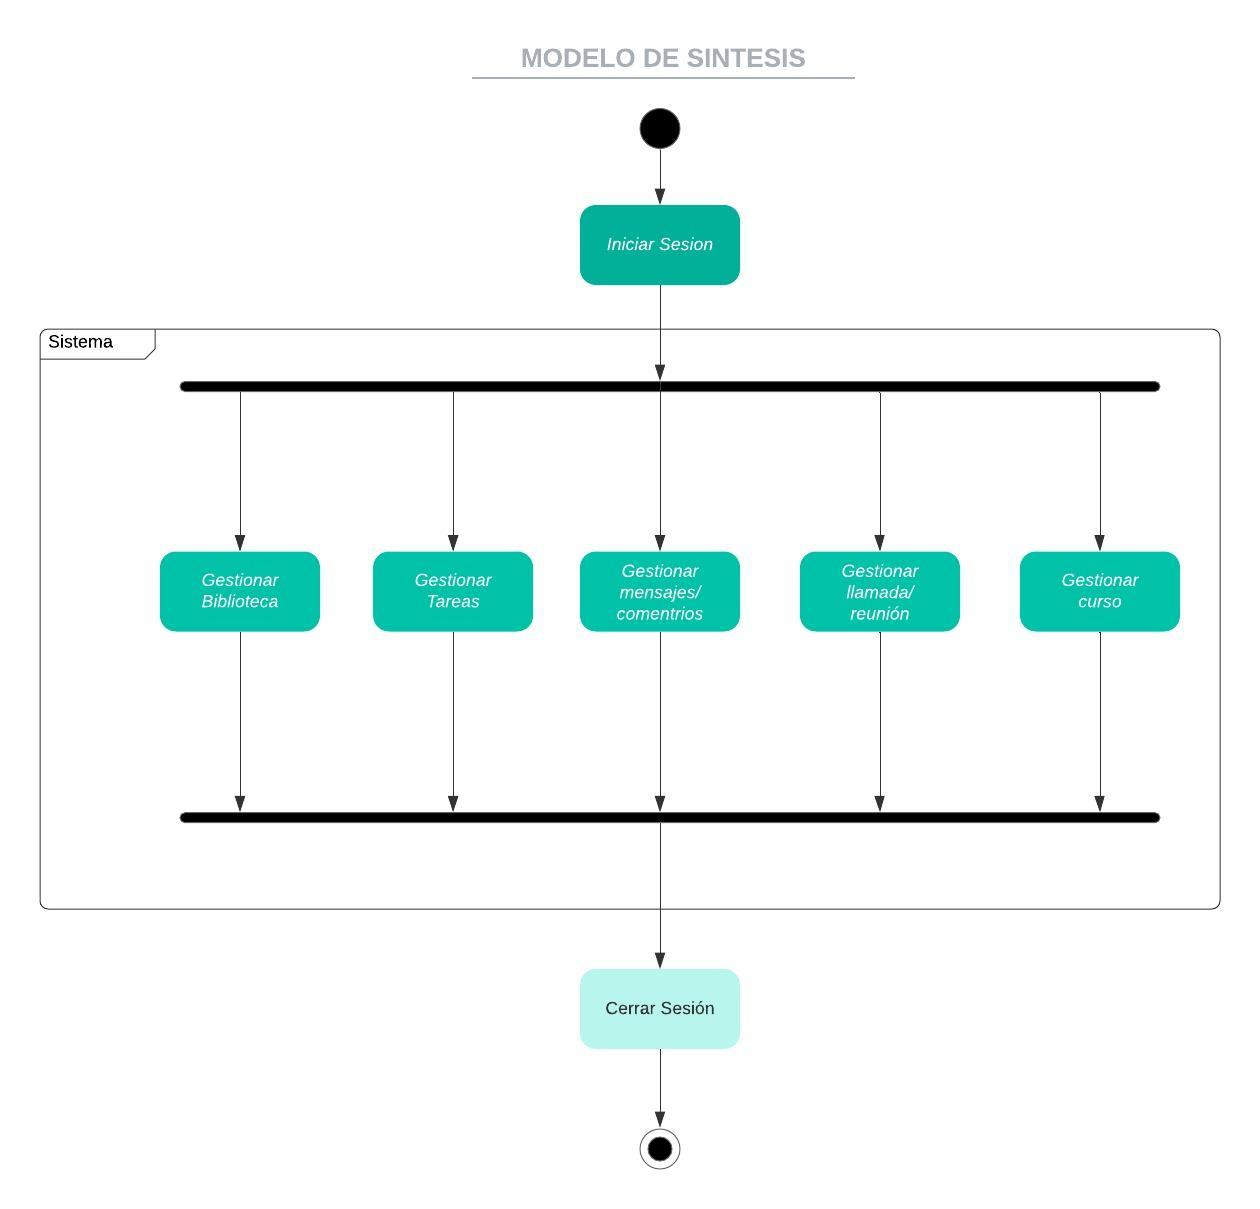 MODELO DE SINTESIS
Iniciar Sesion
Sistema
Gestionar
Biblioteca
Gestionar
Tareas
Gestionar
mensajes/
comentrios
Gestionar
llamada/
reunión
Gestionar
curso
Cerrar Sesión